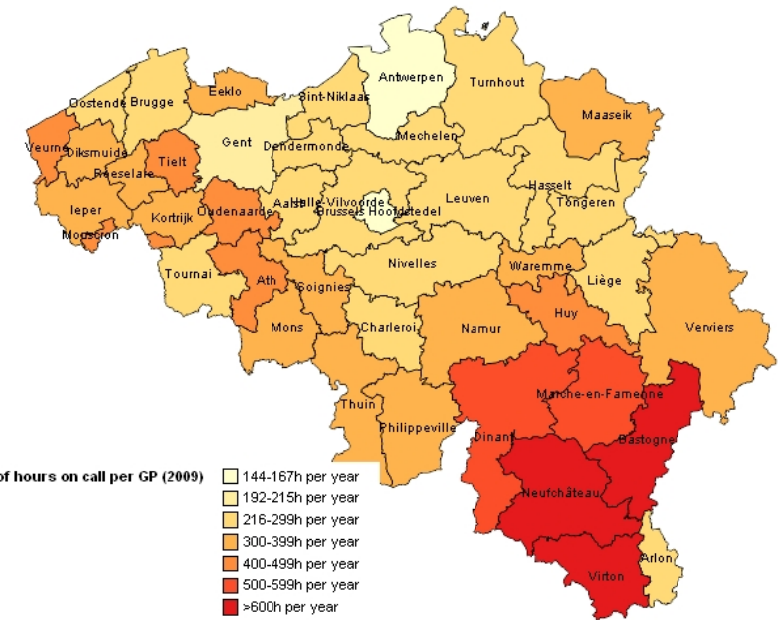 Antwerpen
Turnhout
Eeklo
Sint-Niklaas
Oostende
Brugge
Maaseik
Mechelen
Gent
Dendermonde
Veurne
Diksmuide
Tielt
Roeselare
Hasselt
Leuven
Tongeren
Aalst
Halle-Vilvoorde
Brussels Hoofdstedel
Ieper
Kortrijk
Oudenaarde
Mouscron
Nivelles
Waremme
Liège
Tournai
Ath
Soignies
Huy
Mons
Charleroi
Namur
Verviers
Marche-en-Famenne
Thuin
Philippeville
Dinant
Bastogne
of hours on call per GP (2009)
144-167h per year
192-215h per year
216-299h per year
300-399h per year
400-499h per year
500-599h per year
>600h per year
Neufchâteau
Arlon
Virton